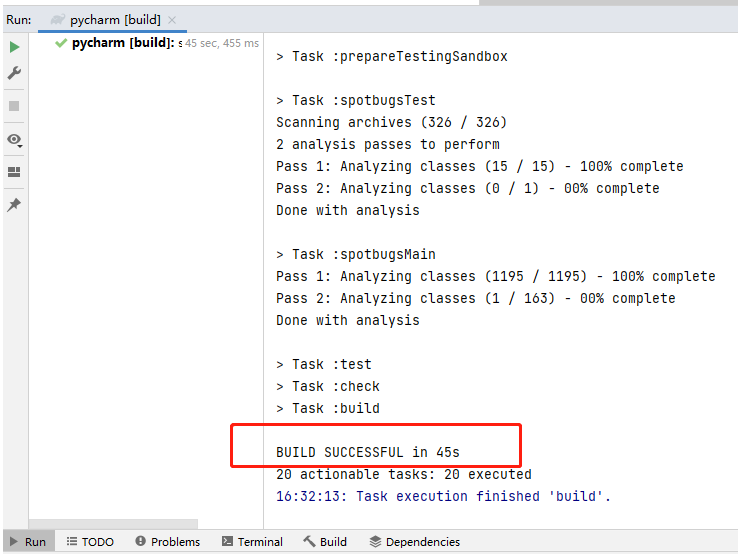 Run: pycharm [build] ×
pycharm [build]: s 45 sec, 455 ms
> Task :prepareTestingSandbox
> Task :spotbugsTest
Scanning archives (326 / 326)
2 analysis passes to perform
Pass 1: Analyzing classes (15 / 15) - 100% complete
Pass 2: Analyzing classes (0 / 1) - 00% complete
Done with analysis
> Task :spotbugsMain
Pass 1: Analyzing classes (1195 / 1195) - 100% complete
Pass 2: Analyzing classes (1 / 163) - 00% complete
Done with analysis
> Task :test
> Task :check
> Task :build
BUILD SUCCESSFUL in 45s
20 actionable tasks: 20 executed
16:32:13: Task execution finished 'build'.
Run TODO Problems Terminal Build Dependencies